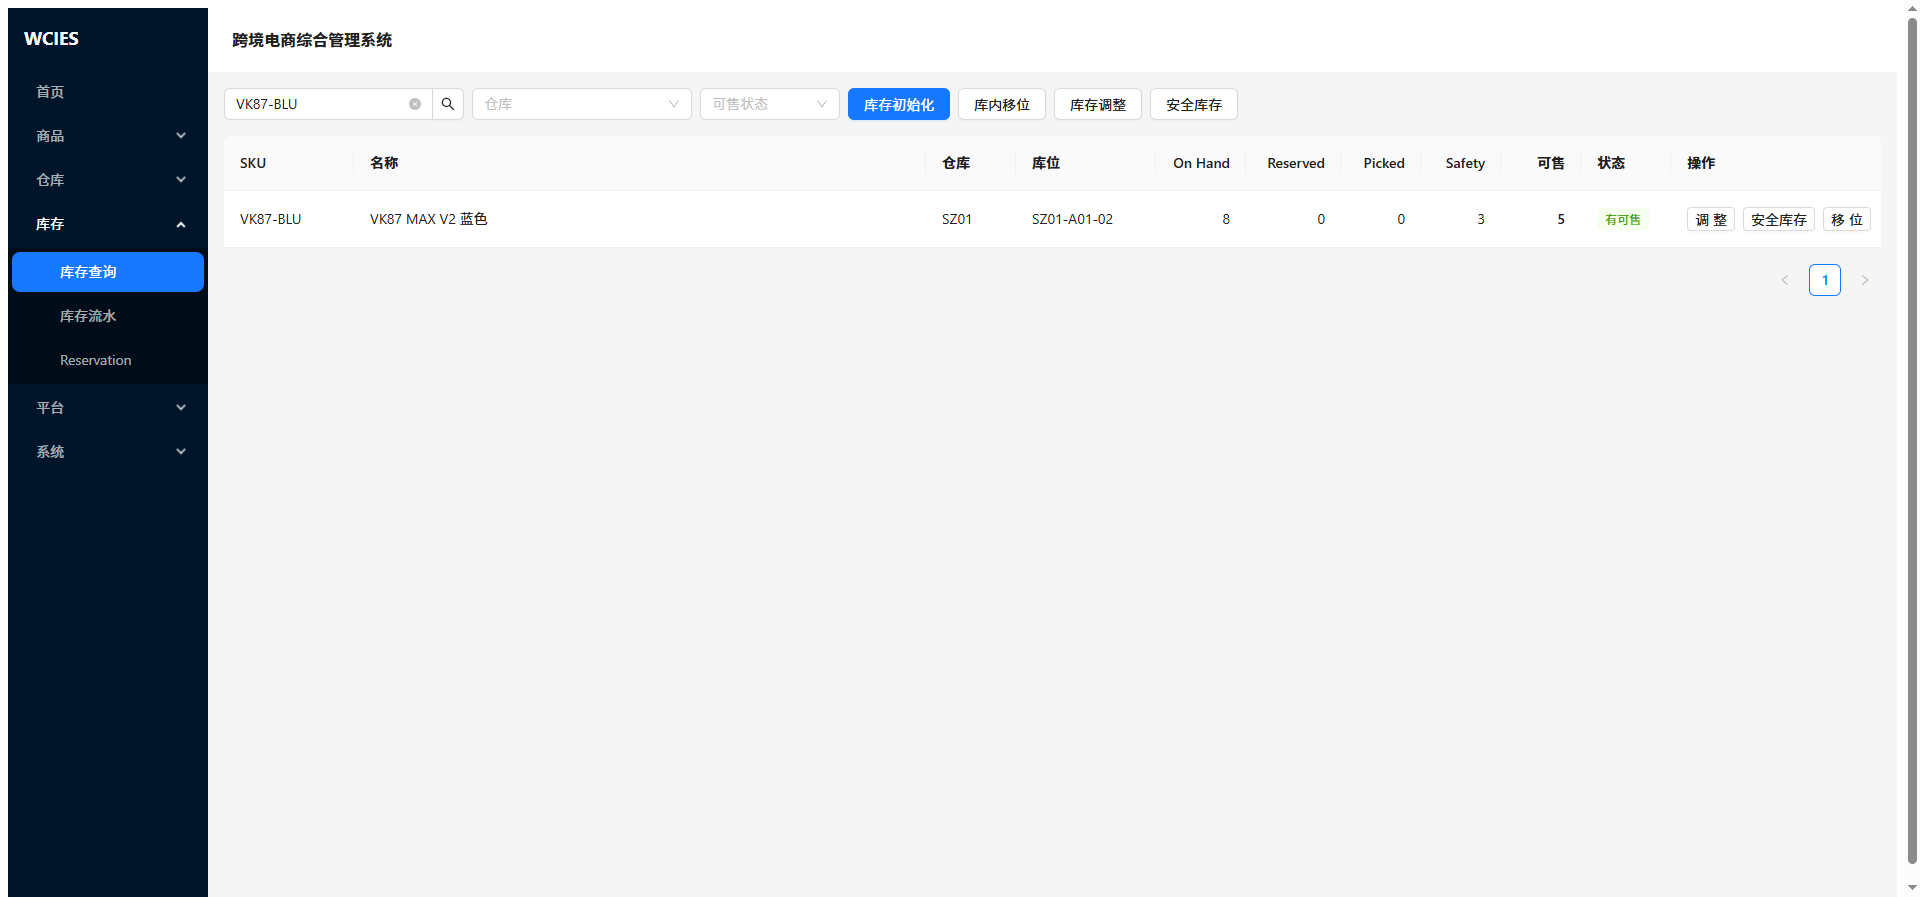 WCIES
跨境电商综合管理系统
首页
商品
仓库
库存
库存查询
库存流水
Reservation
平台
系统
VK87-BLU 仓库 可售状态 库存初始化 库内移位 库存调整 安全库存
SKU 名称 仓库 库位 On Hand Reserved Picked Safety 可售 状态 操作
VK87-BLU VK87 MAX V2 蓝色 SZ01 SZ01-A01-02 8 0 0 3 5 有可售 调 整 安全库存 移 位
1